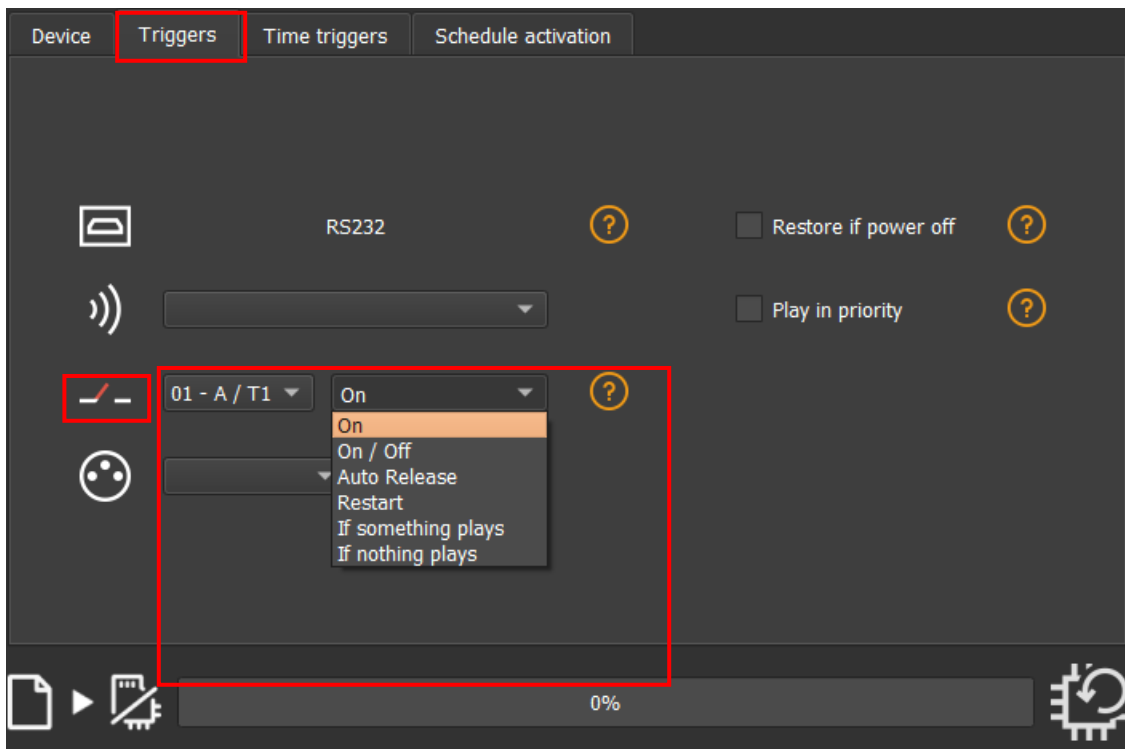 Device Triggers Time triggers Schedule activation
RS232 ? Restore if power off ?
Play in priority ?
01 - A / T1 On ?
On
On / Off
Auto Release
Restart
If something plays
If nothing plays
0%